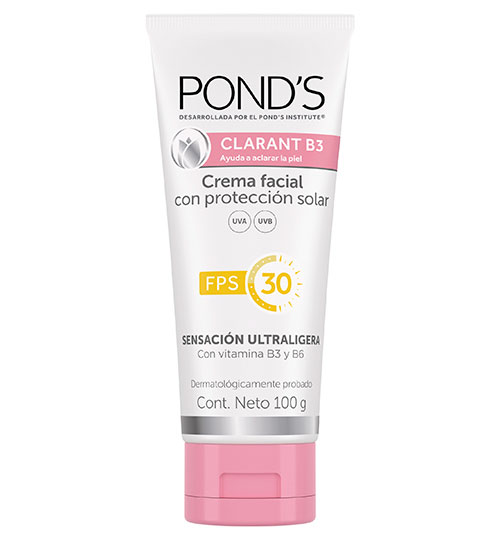 POND'S
DESARROLLADA POR EL POND'S INSTITUTE®
CLARANT B3
Ayuda a aclarar la piel
Crema facial
con protección solar
UVA UVB
FPS 30
SENSACIÓN ULTRALIGERA
Con vitamina B3 y B6
Dermatológicamente probado
Cont. Neto 100 g